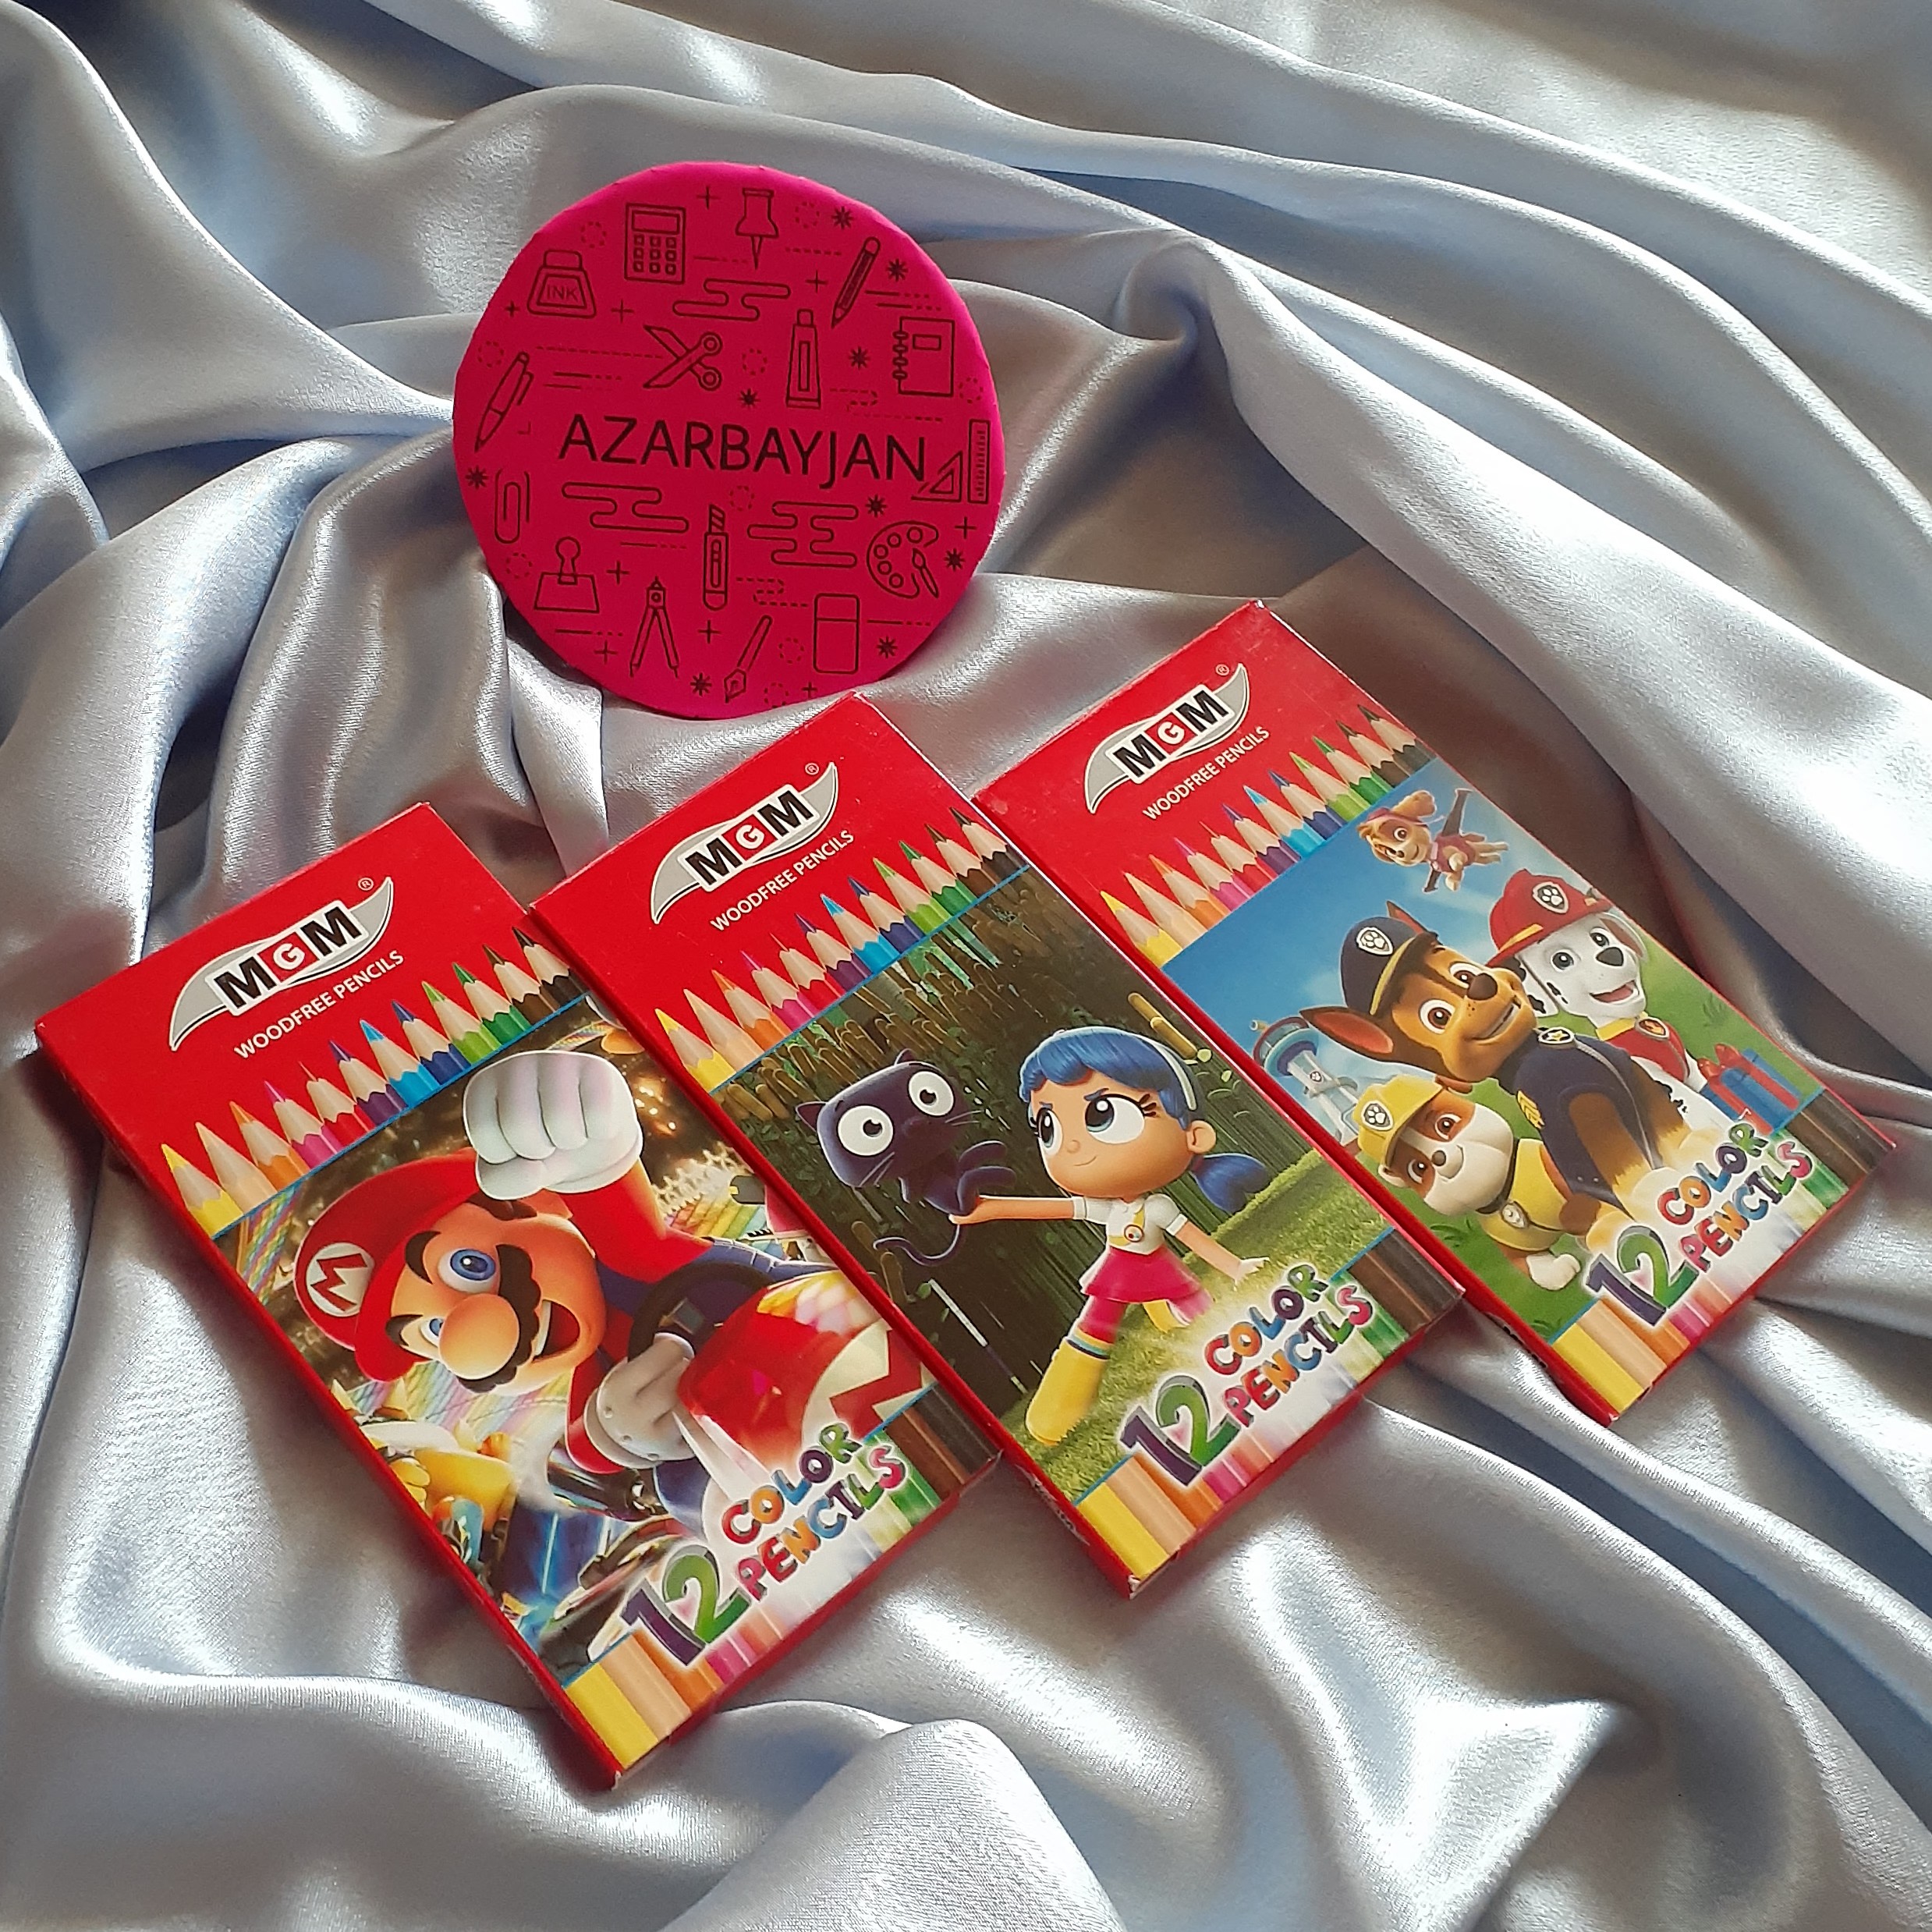 INK
AZARBAYJAN
MGM®
WOODFREE PENCILS
M
12 COLOR
PENCILS
MGM®
WOODFREE PENCILS
12 COLOR
PENCILS
MGM®
WOODFREE PENCILS
12 COLOR
PENCILS